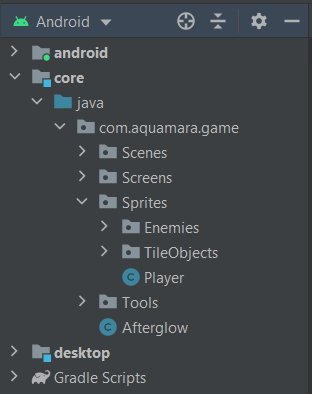 Android
android
core
java
com.aquamara.game
Scenes
Screens
Sprites
Enemies
TileObjects
C Player
Tools
C Afterglow
desktop
Gradle Scripts